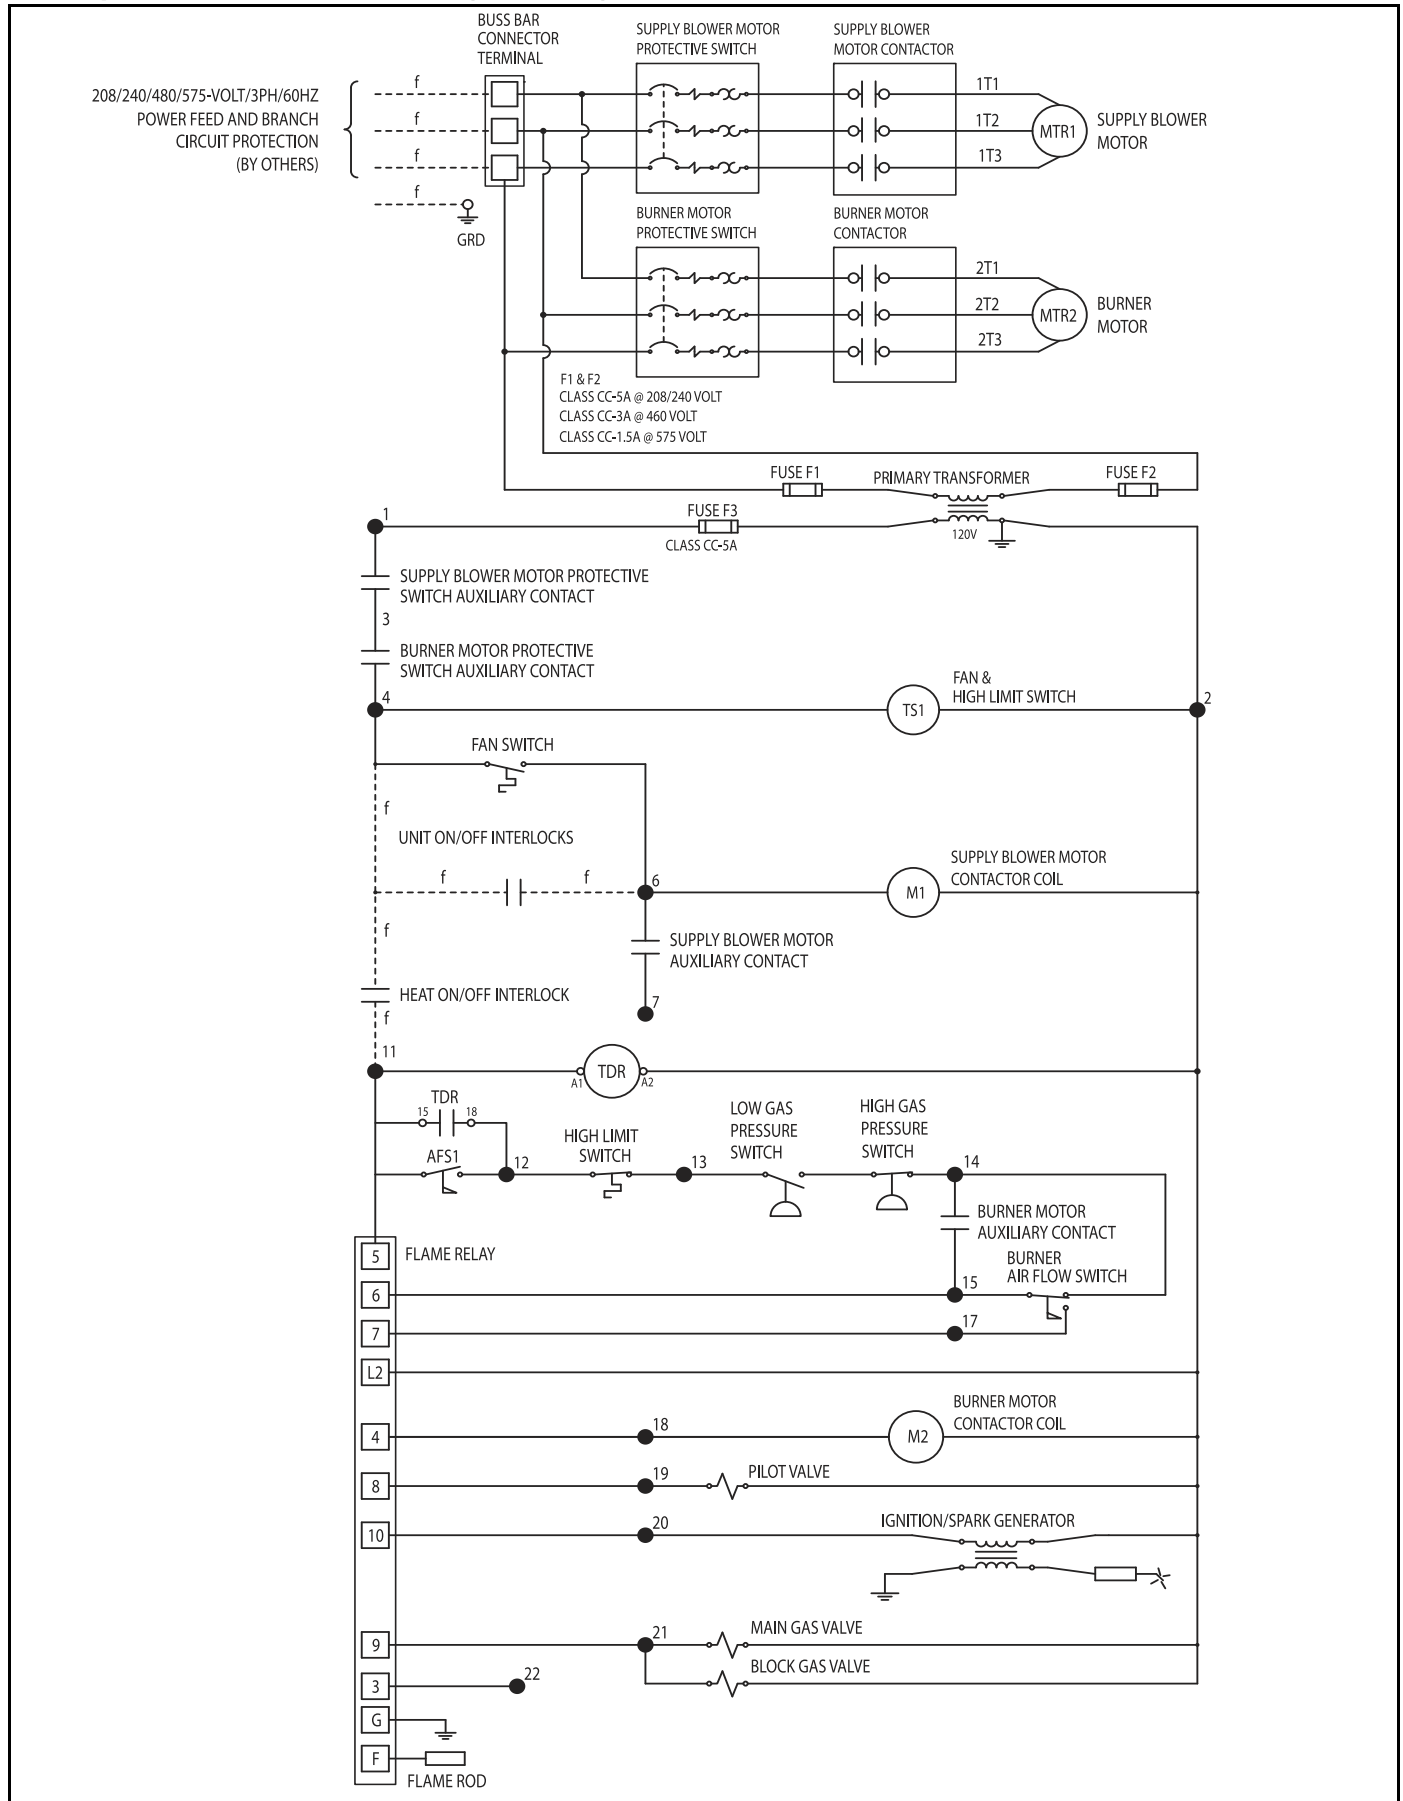 BUSS BAR
CONNECTOR
TERMINAL
SUPPLY BLOWER MOTOR
PROTECTIVE SWITCH
SUPPLY BLOWER
MOTOR CONTACTOR
208/240/480/575-VOLT/3PH/60HZ
POWER FEED AND BRANCH
CIRCUIT PROTECTION
(BY OTHERS)
f
f
f
f
GRD
1T1
1T2
1T3
MTR1
SUPPLY BLOWER
MOTOR
BURNER MOTOR
PROTECTIVE SWITCH
BURNER MOTOR
CONTACTOR
2T1
2T2
2T3
MTR2
BURNER
MOTOR
F1 & F2
CLASS CC-5A @ 208/240 VOLT
CLASS CC-3A @ 460 VOLT
CLASS CC-1.5A @ 575 VOLT
FUSE F1
PRIMARY TRANSFORMER
FUSE F2
1
FUSE F3
CLASS CC-5A
120V
SUPPLY BLOWER MOTOR PROTECTIVE
SWITCH AUXILIARY CONTACT
3
BURNER MOTOR PROTECTIVE
SWITCH AUXILIARY CONTACT
4
TS1
FAN &
HIGH LIMIT SWITCH
2
FAN SWITCH
f
UNIT ON/OFF INTERLOCKS
f
f
6
M1
SUPPLY BLOWER MOTOR
CONTACTOR COIL
f
SUPPLY BLOWER MOTOR
AUXILIARY CONTACT
HEAT ON/OFF INTERLOCK
7
f
11
A1
TDR
A2
TDR
15
18
AFS1
12
HIGH LIMIT
SWITCH
13
LOW GAS
PRESSURE
SWITCH
HIGH GAS
PRESSURE
SWITCH
14
BURNER MOTOR
AUXILIARY CONTACT
BURNER
AIR FLOW SWITCH
5
FLAME RELAY
6
15
7
17
L2
4
18
M2
BURNER MOTOR
CONTACTOR COIL
8
19
PILOT VALVE
10
20
IGNITION/SPARK GENERATOR
9
21
MAIN GAS VALVE
BLOCK GAS VALVE
3
22
G
F
FLAME ROD